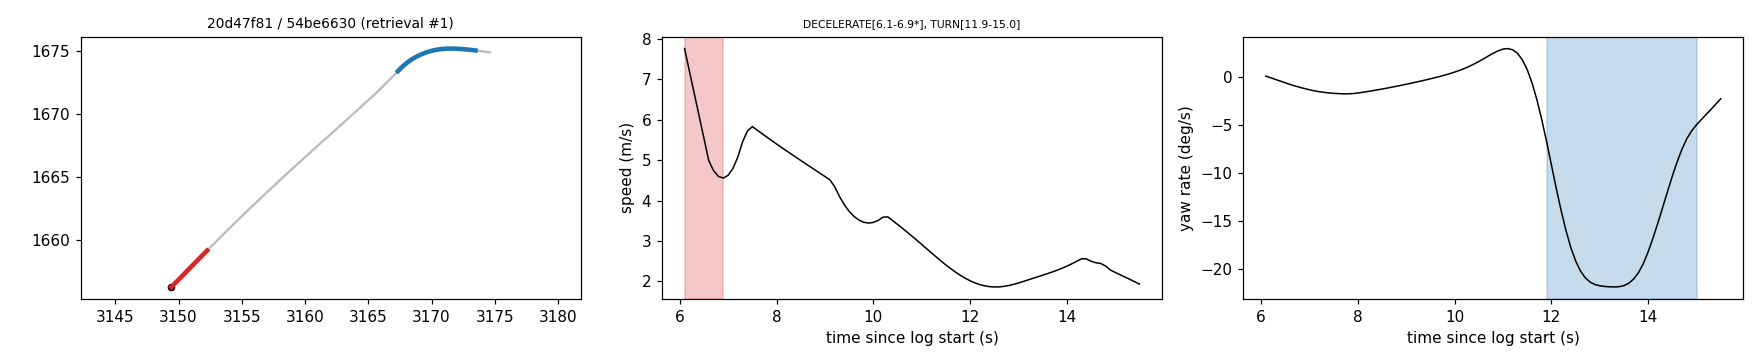 20d47f81 / 54be6630 (retrieval #1)
1675
1670
1665
1660
3145 3150 3155 3160 3165 3170 3175 3180
DECELERATE[6.1-6.9*], TURN[11.9-15.0]
speed (m/s)
8
7
6
5
4
3
2
6 8 10 12 14
time since log start (s)
yaw rate (deg/s)
0
−5
−10
−15
−20
6 8 10 12 14
time since log start (s)